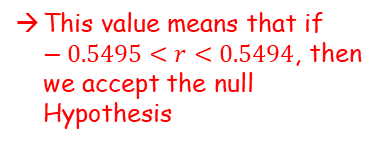 → This value means that if
− 0.5495 < 𝑟 < 0.5494, then
we accept the null
Hypothesis